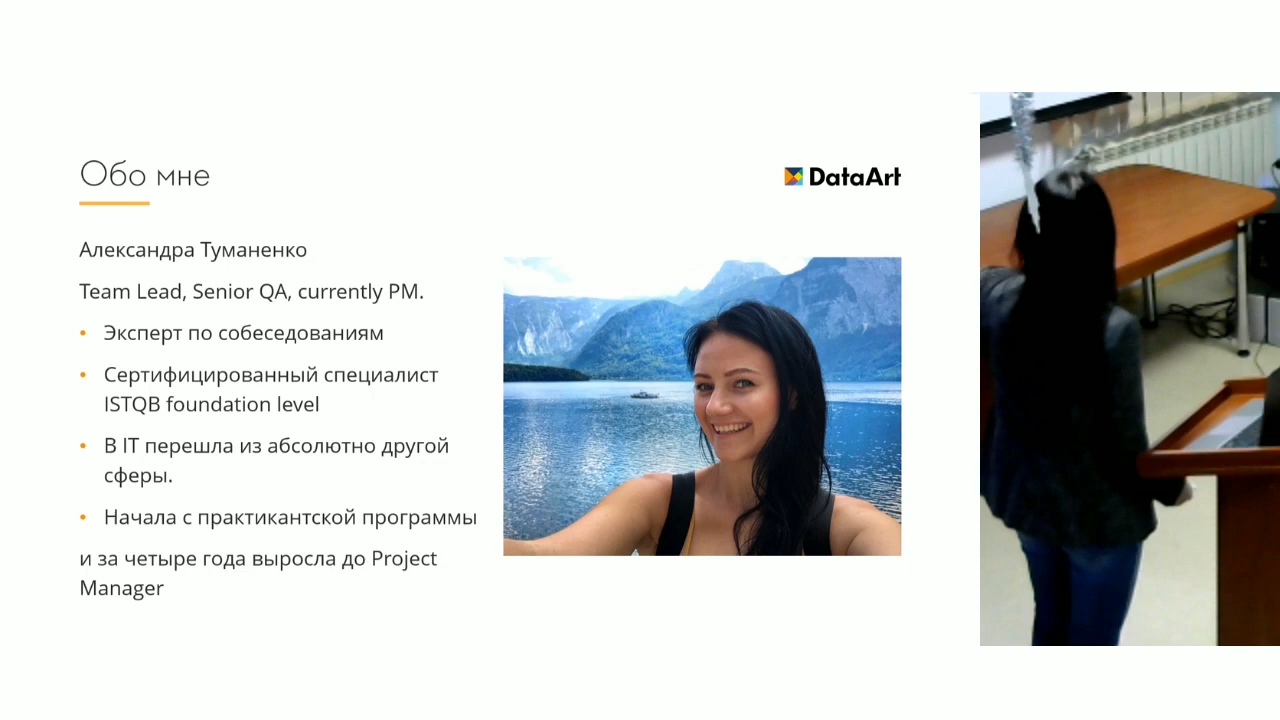 Обо мне
DataArt
Александра Туманенко
Team Lead, Senior QA, currently PM.
• Эксперт по собеседованиям
• Сертифицированный специалист
ISTQB foundation level
• В IT перешла из абсолютно другой
сферы.
• Начала с практикантской программы
и за четыре года выросла до Project
Manager